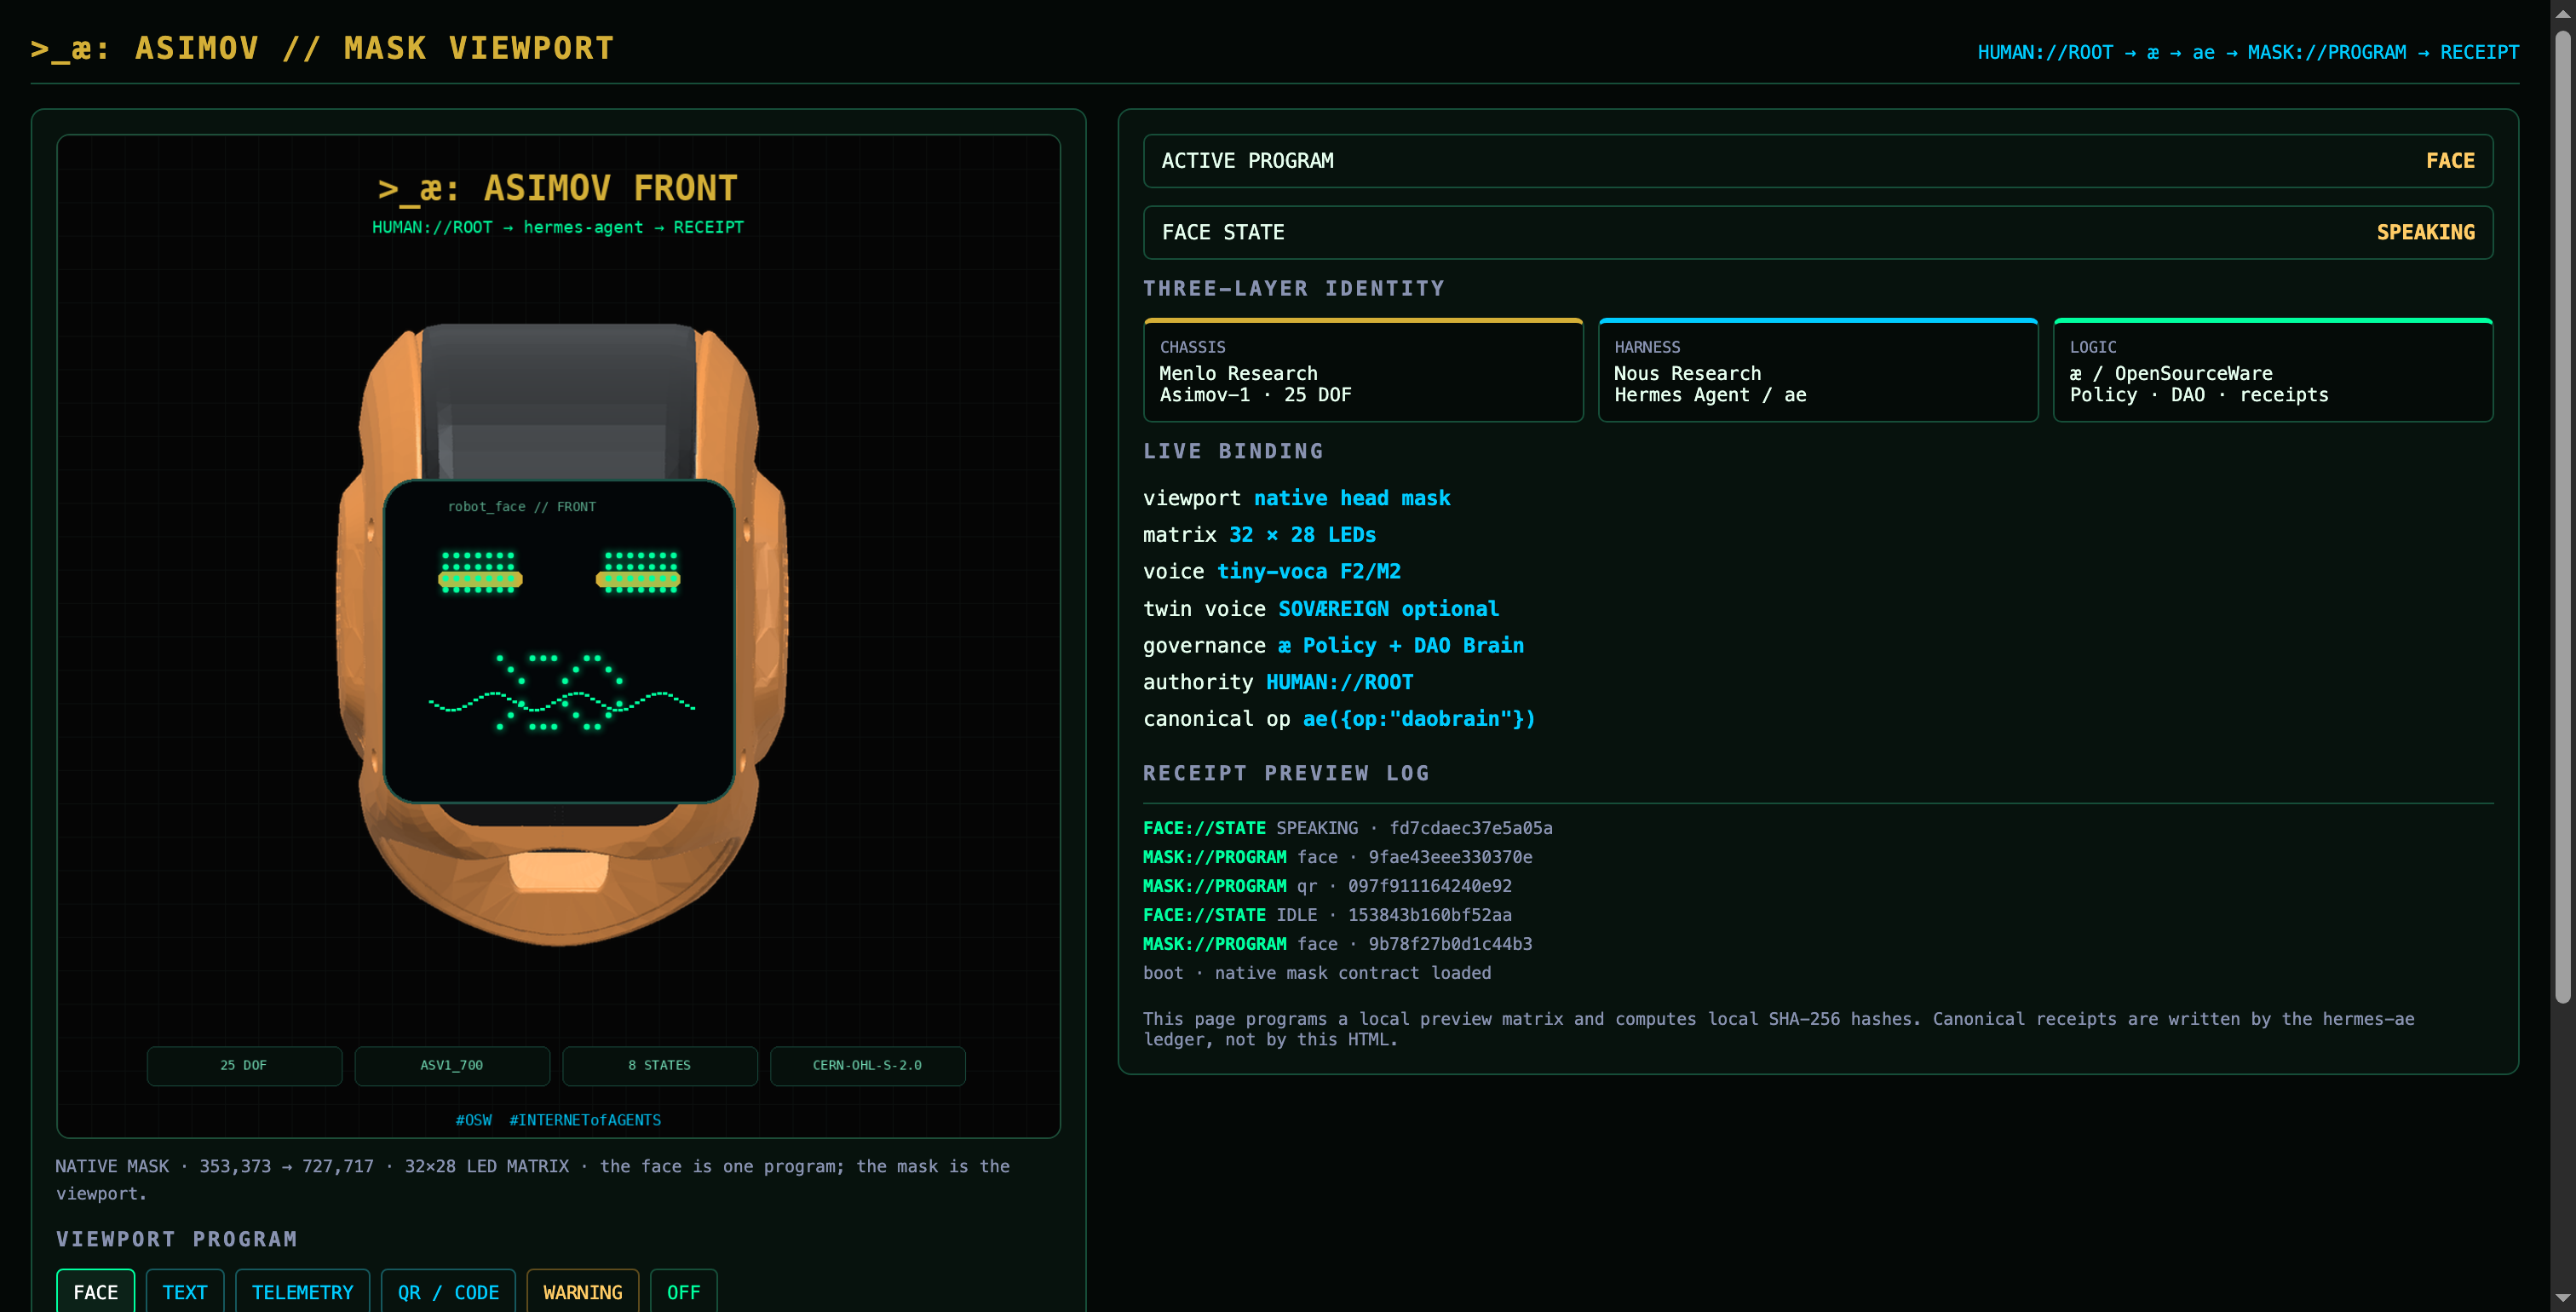 >_æ: ASIMOV // MASK VIEWPORT
HUMAN://ROOT → æ → ae → MASK://PROGRAM → RECEIPT
>_æ: ASIMOV FRONT
HUMAN://ROOT → hermes-agent → RECEIPT
robot_face // FRONT
25 DOF
ASV1_700
8 STATES
CERN-OHL-S-2.0
#OSW #INTERNETofAGENTS
NATIVE MASK · 353,373 → 727,717 · 32×28 LED MATRIX · the face is one program; the mask is the
viewport.
VIEWPORT PROGRAM
FACE
TEXT
TELEMETRY
QR / CODE
WARNING
OFF
ACTIVE PROGRAM
FACE
FACE STATE
SPEAKING
THREE-LAYER IDENTITY
CHASSIS
Menlo Research
Asimov-1 · 25 DOF
HARNESS
Nous Research
Hermes Agent / ae
LOGIC
æ / OpenSourceWare
Policy · DAO · receipts
LIVE BINDING
viewport native head mask
matrix 32 × 28 LEDs
voice tiny-voca F2/M2
twin voice SOVÆREIGN optional
governance æ Policy + DAO Brain
authority HUMAN://ROOT
canonical op ae({op:"daobrain"})
RECEIPT PREVIEW LOG
FACE://STATE SPEAKING · fd7cdaec37e5a05a
MASK://PROGRAM face · 9fae43eee330370e
MASK://PROGRAM qr · 097f911164240e92
FACE://STATE IDLE · 153843b160bf52aa
MASK://PROGRAM face · 9b78f27b0d1c44b3
boot · native mask contract loaded
This page programs a local preview matrix and computes local SHA-256 hashes. Canonical receipts are written by the hermes-ae
ledger, not by this HTML.